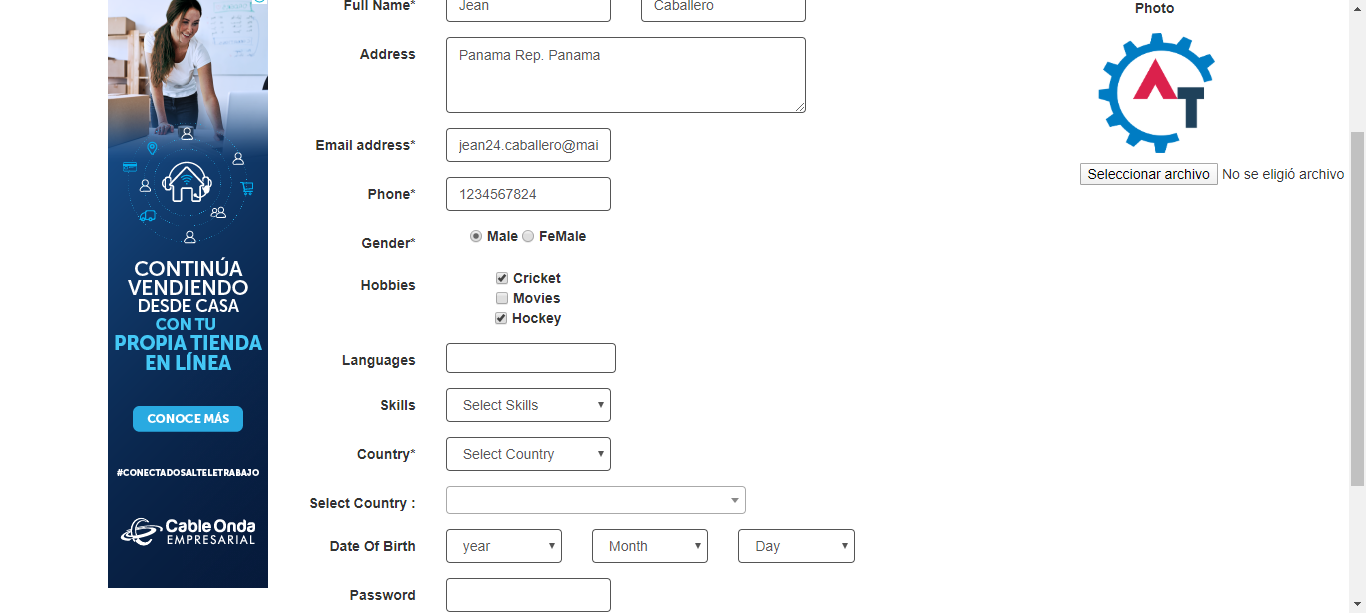 Full Name*
Jean
Caballero
Photo
Address
Panama Rep. Panama
Email address*
jean24.caballero@mai
Seleccionar archivo No se eligió archivo
Phone*
1234567824
Gender*
Male
FeMale
Hobbies
Cricket
Movies
Hockey
Languages
Skills
Select Skills
Country*
Select Country
Select Country :
Date Of Birth
year
Month
Day
Password
CONTINÚA
VENDIENDO
DESDE CASA
CON TU
PROPIA TIENDA
EN LÍNEA
CONOCE MÁS
#CONECTADOSALTELETRABAJO
Cable Onda
EMPRESARIAL
AT